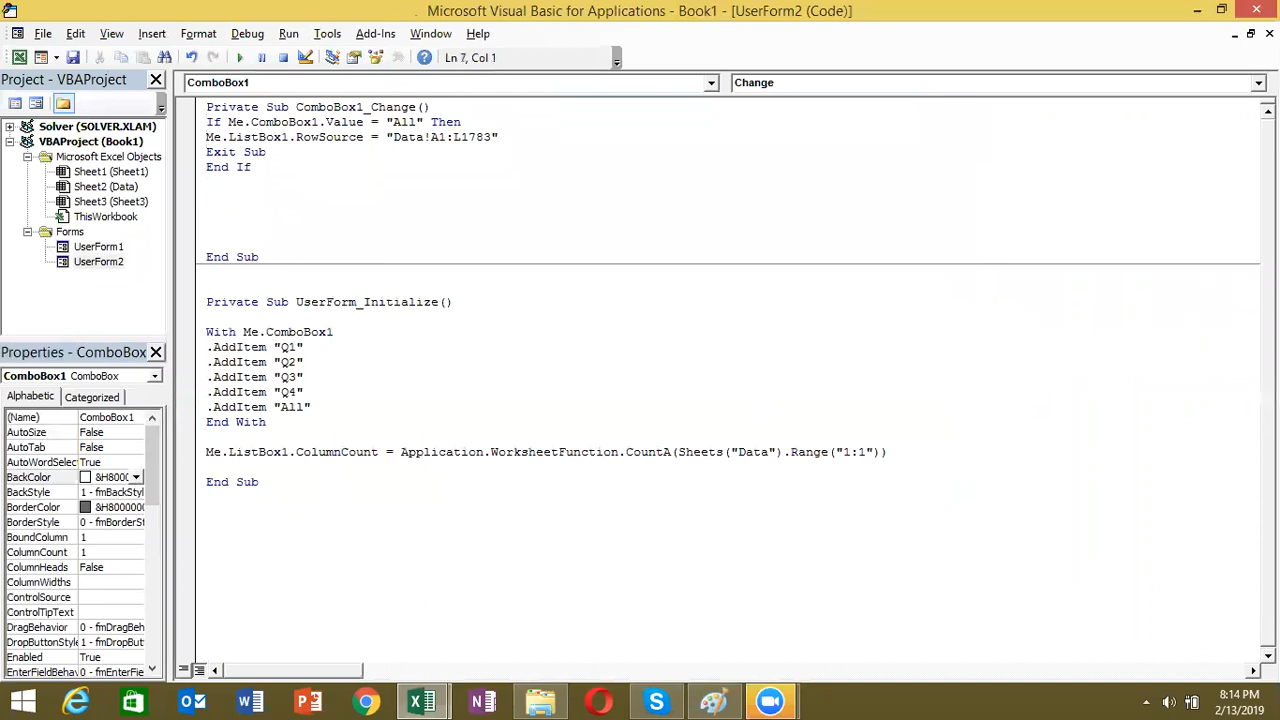 Microsoft Visual Basic for Applications - Book1 - [UserForm2 (Code)]
File Edit View Insert Format Debug Run Tools Add-Ins Window Help
Ln 7, Col 1
Project - VBAProject
ComboBox1
Change
Solver (SOLVER.XLAM)
VBAProject (Book1)
Microsoft Excel Objects
Sheet1 (Sheet1)
Sheet2 (Data)
Sheet3 (Sheet3)
ThisWorkbook
Forms
UserForm1
UserForm2
Private Sub ComboBox1_Change()
If Me.ComboBox1.Value = "All" Then
Me.ListBox1.RowSource = "Data!A1:L1783"
Exit Sub
End If
End Sub
Private Sub UserForm_Initialize()
With Me.ComboBox1
.AddItem "Q1"
.AddItem "Q2"
.AddItem "Q3"
.AddItem "Q4"
.AddItem "All"
End With
Me.ListBox1.ColumnCount = Application.WorksheetFunction.CountA(Sheets("Data").Range("1:1"))
End Sub
Properties - ComboBox
ComboBox1 ComboBox
Alphabetic Categorized
(Name) ComboBox1
AutoSize False
AutoTab False
AutoWordSelec True
BackColor &H8000
BackStyle 1 - fmBackStyl
BorderColor &H8000000
BorderStyle 0 - fmBorderSt
BoundColumn 1
ColumnCount 1
ColumnHeads False
ColumnWidths
ControlSource
ControlTipText
DragBehavior 0 - fmDragBeh
DropButtonStyl 1 - fmDropButt
Enabled True
EnterFieldBehav 0 - fmEnterFie
8:14 PM
2/13/2019